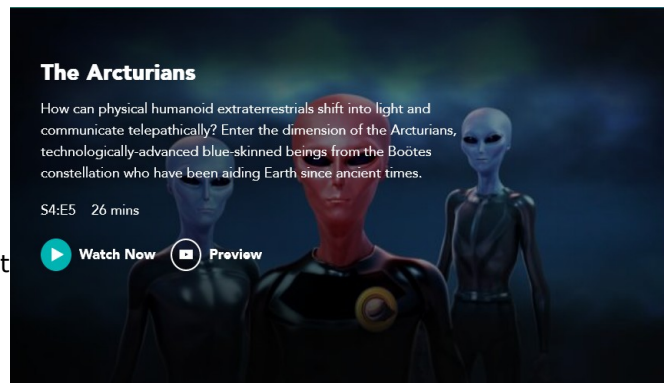 The Arcturians
How can physical humanoid extraterrestrials shift into light and
communicate telepathically? Enter the dimension of the Arcturians,
technologically-advanced blue-skinned beings from the Boötes
constellation who have been aiding Earth since ancient times.
S4:E5 26 mins
t
Watch Now Preview